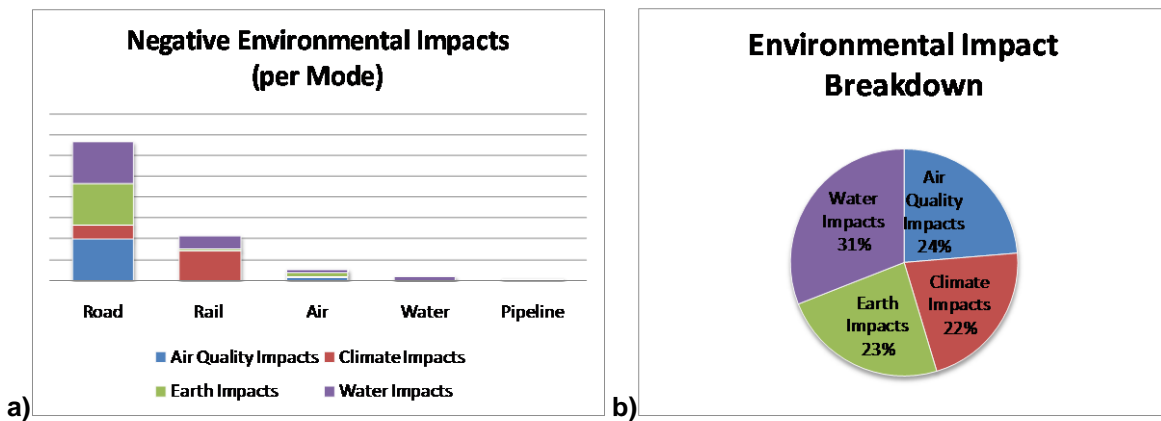 Negative Environmental Impacts
(per Mode)
Road Rail Air Water Pipeline
Air Quality Impacts Climate Impacts
Earth Impacts Water Impacts
a)
Environmental Impact
Breakdown
Air
Quality
Impacts
24%
Climate
Impacts
22%
Earth
Impacts
23%
Water
Impacts
31%
b)